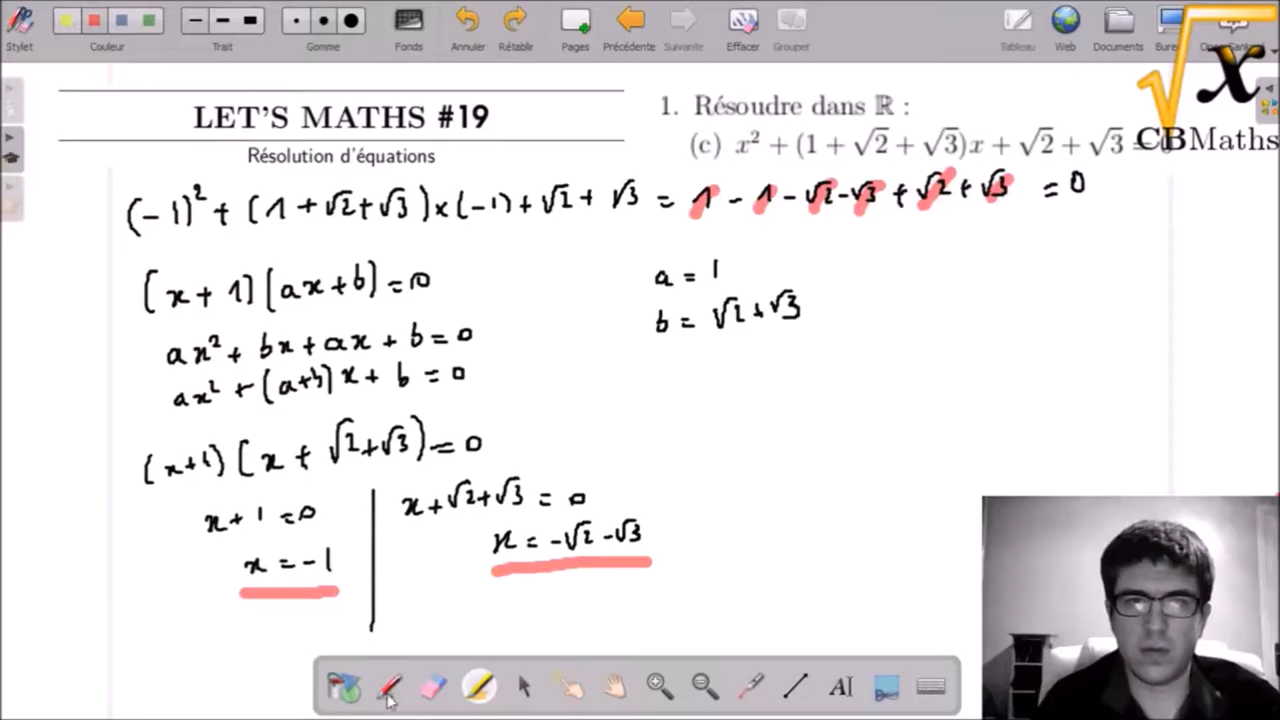 Stylet Couleur Trait Gomme Fonds Annuler Rétablir Pages Précédente Suivante Effacer Grouper Tableau Web Documents
√x
CBMaths
LET'S MATHS #19
Résolution d'équations
1. Résoudre dans ℝ :
(c) x² + (1 + √2 + √3)x + √2 + √3 =
(-1)² + (1 + √2 + √3) × (-1) + √2 + √3 = 1 - 1 - √2 - √3 + √2 + √3 = 0
(x + 1)(ax + b) = 0
a = 1
b = √2 + √3
ax² + bx + ax + b = 0
ax² + (a+b)x + b = 0
(x+1)(x + √2 + √3) = 0
x + 1 = 0
x = -1
x + √2 + √3 = 0
x = -√2 - √3
AI